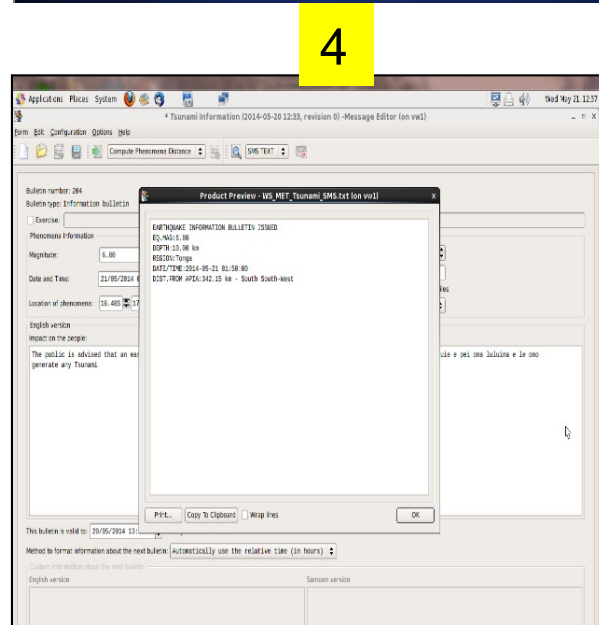 4
Applications Places System Wed May 21, 12:37
* Tsunami Information (2014-05-20 12:33, revision 0) -Message Editor (on vw1)
Form Edit Configuration Options Help
Compute Phenomena Distance SMS TEXT
Bulletin number: 204
Bulletin type: Information bulletin
Exercise:
Phenomena Information
Magnitude: 6.00
Date and Time: 21/05/2014
Location of phenomena: 16.48S 17
English version
Impact on the people:
The public is advised that an ear
generate any Tsunami
Product Preview - WS_MET_Tsunami_SMS.txt (on vw1) x
EARTHQUAKE INFORMATION BULLETIN ISSUED
EQ.MAG:6.00
DEPTH:10.00 km
REGION:Tonga
DATE/TIME:2014-05-21 01:50:00
DIST.FROM APIA:342.15 km - South South-West
Print... Copy To Clipboard Wrap lines OK
e pei ona luluina e le ono
This bulletin is valid to: 20/05/2014 13:
Method to format information about the next bulletin: Automatically use the relative time (in hours)
Custom information about the next bulletin
English version Samoan version